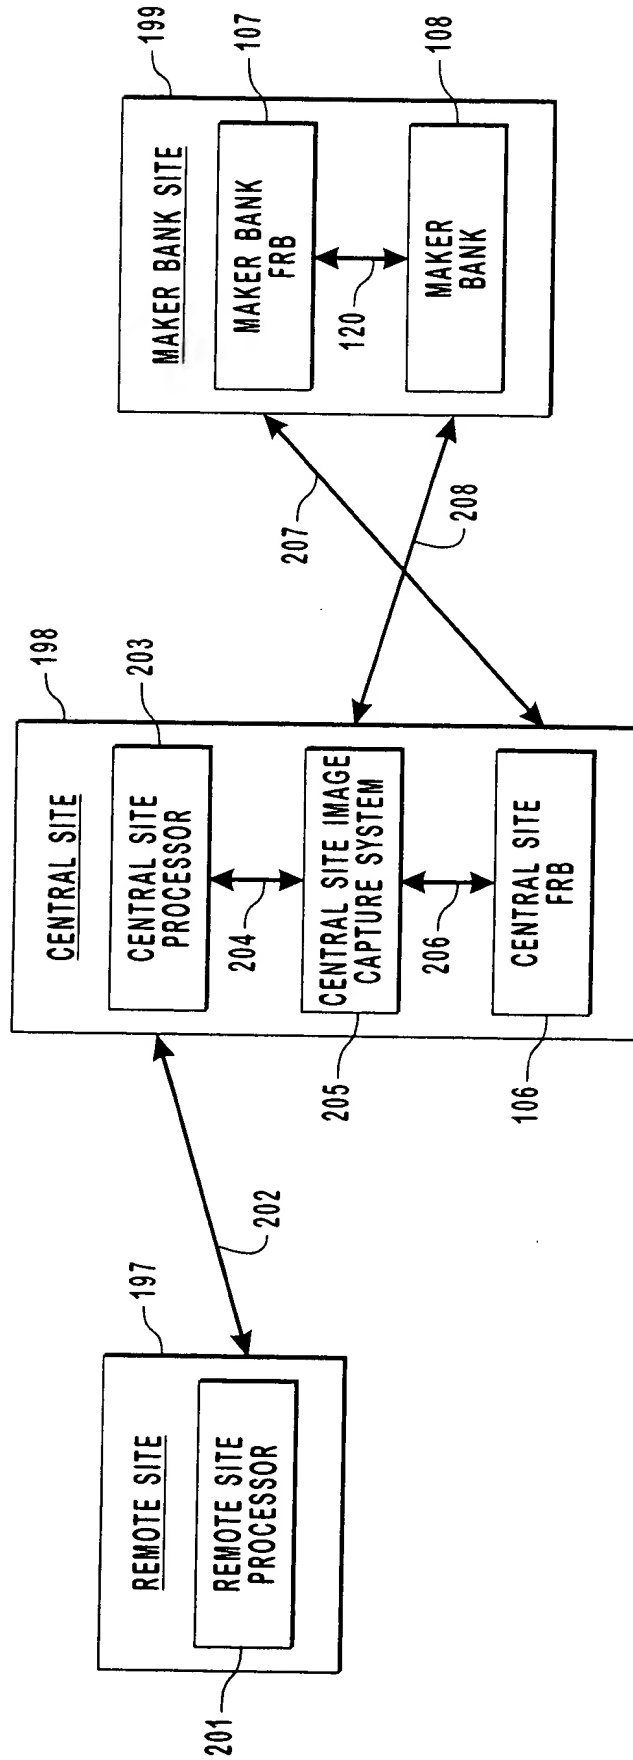 REMOTE SITE
197
REMOTE SITE
PROCESSOR
201
202
CENTRAL SITE
198
CENTRAL SITE
PROCESSOR
203
204
CENTRAL SITE IMAGE
CAPTURE SYSTEM
205
206
CENTRAL SITE
FRB
106
207
208
MAKER BANK SITE
199
MAKER BANK
FRB
107
120
MAKER
BANK
108